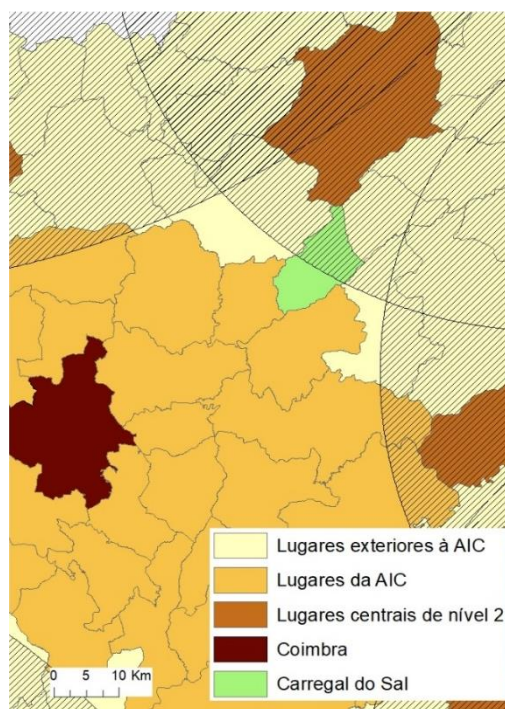 Lugares exteriores à AIC
Lugares da AIC
Lugares centrais de nível 2
Coimbra
Carregal do Sal
0 5 10 Km